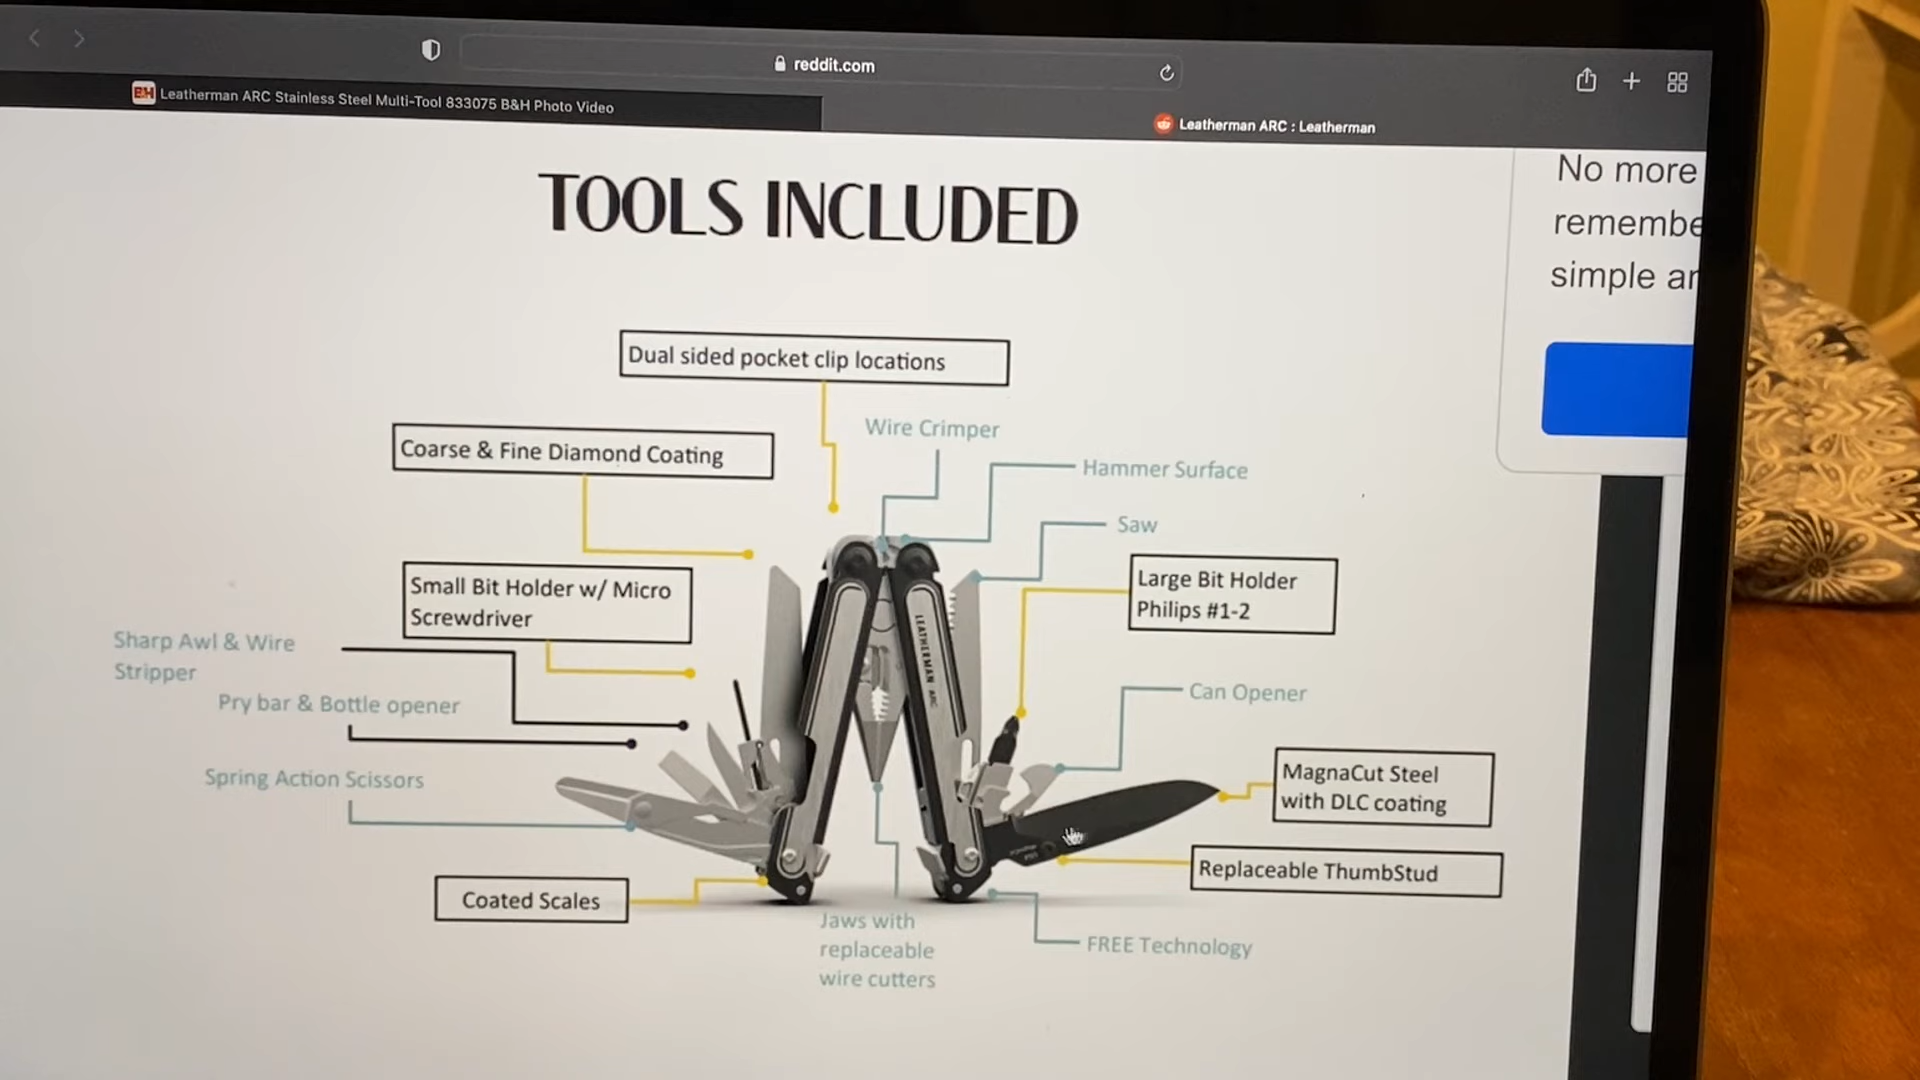 reddit.com
B&H Leatherman ARC Stainless Steel Multi-Tool 833075 B&H Photo Video
Leatherman ARC : Leatherman
No more
remembe
simple ar
TOOLS INCLUDED
Dual sided pocket clip locations
Wire Crimper
Coarse & Fine Diamond Coating
Hammer Surface
Saw
Small Bit Holder w/ Micro
Screwdriver
Large Bit Holder
Philips #1-2
Sharp Awl & Wire
Stripper
Pry bar & Bottle opener
Can Opener
LEATHERMAN ARC
Spring Action Scissors
MagnaCut Steel
with DLC coating
Replaceable ThumbStud
Coated Scales
Jaws with
replaceable
wire cutters
FREE Technology